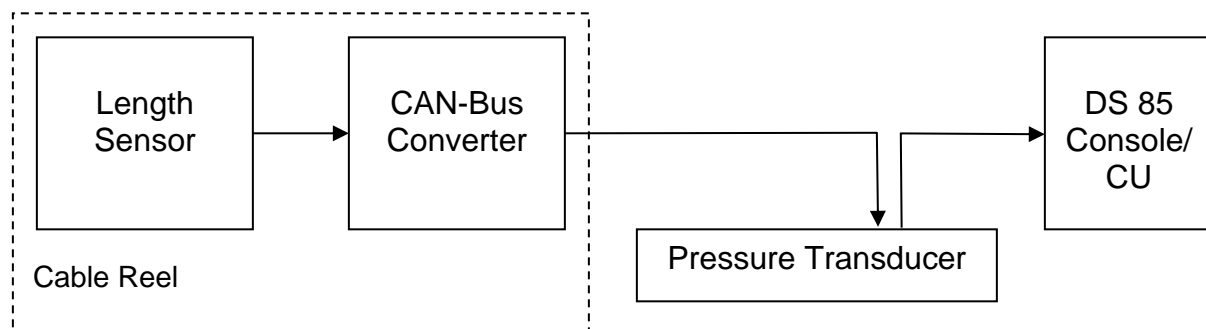 Length
Sensor
CAN-Bus
Converter
DS 85
Console/
CU
Pressure Transducer
Cable Reel